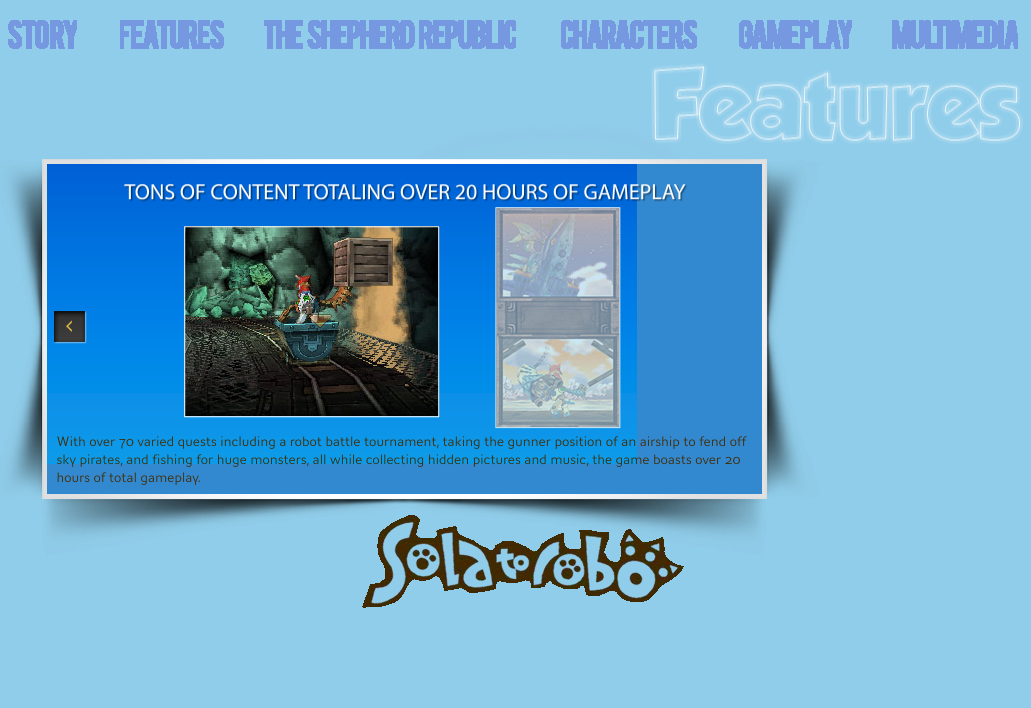 STORY FEATURES THE SHEPHERD REPUBLIC CHARACTERS GAMEPLAY MULTIMEDIA
Features
TONS OF CONTENT TOTALING OVER 20 HOURS OF GAMEPLAY
With over 70 varied quests including a robot battle tournament, taking the gunner position of an airship to fend off
sky pirates, and fishing for huge monsters, all while collecting hidden pictures and music, the game boasts over 20
hours of total gameplay.
Solatorobo